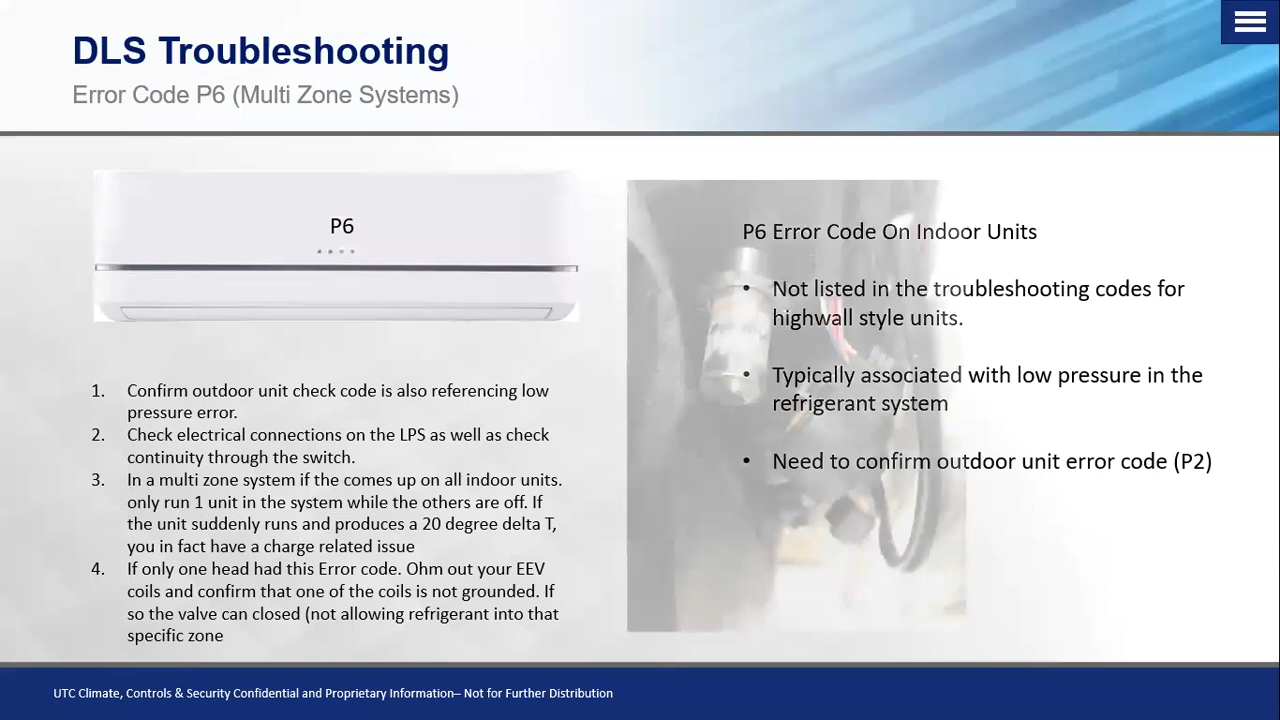 DLS Troubleshooting
Error Code P6 (Multi Zone Systems)
P6
1. Confirm outdoor unit check code is also referencing low
pressure error.
2. Check electrical connections on the LPS as well as check
continuity through the switch.
3. In a multi zone system if the comes up on all indoor units.
only run 1 unit in the system while the others are off. If
the unit suddenly runs and produces a 20 degree delta T,
you in fact have a charge related issue
4. If only one head had this Error code. Ohm out your EEV
coils and confirm that one of the coils is not grounded. If
so the valve can closed (not allowing refrigerant into that
specific zone
P6 Error Code On Indoor Units
• Not listed in the troubleshooting codes for
highwall style units.
• Typically associated with low pressure in the
refrigerant system
• Need to confirm outdoor unit error code (P2)
UTC Climate, Controls & Security Confidential and Proprietary Information– Not for Further Distribution